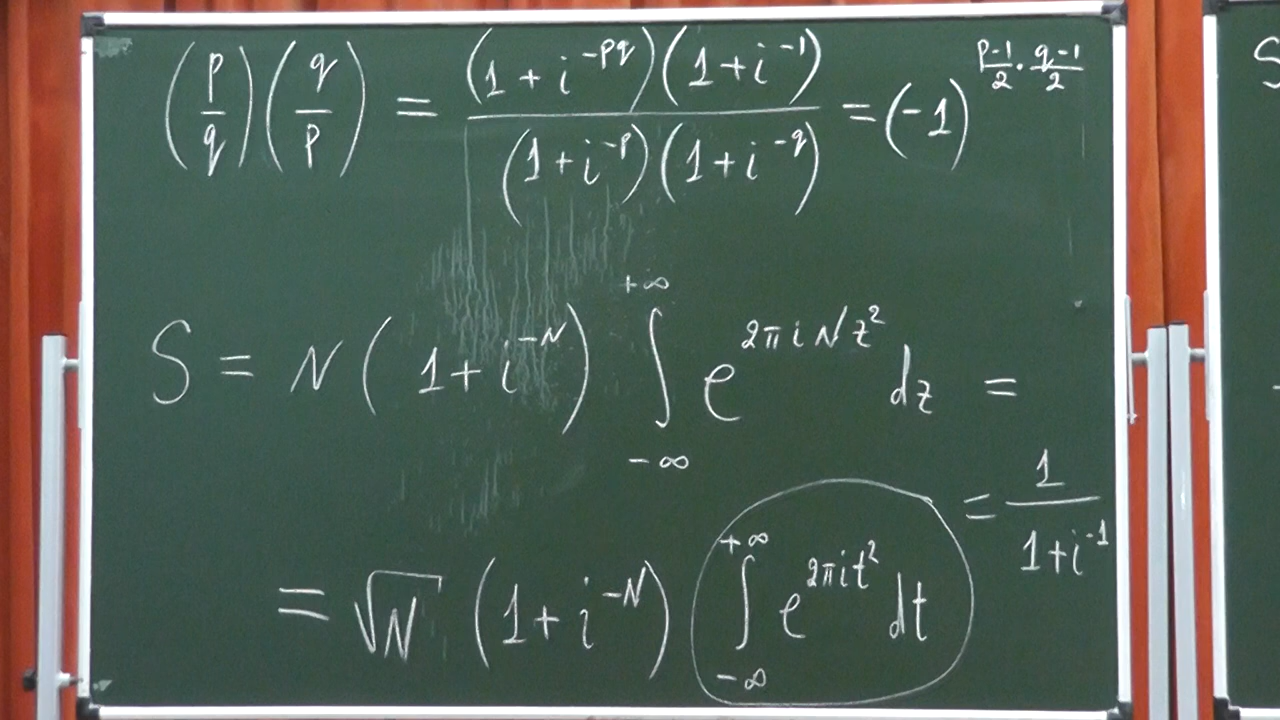 (p/q)(q/p) = (1+i^{-pq})(1+i^{-1}) / (1+i^{-p})(1+i^{-q}) = (-1)^{p-1/2 · q-1/2}
S = N(1+i^{-N}) ∫_{-∞}^{+∞} e^{2πiNz²} dz =
= √N (1+i^{-N}) ∫_{-∞}^{+∞} e^{2πit²} dt = 1/(1+i^{-1})
S